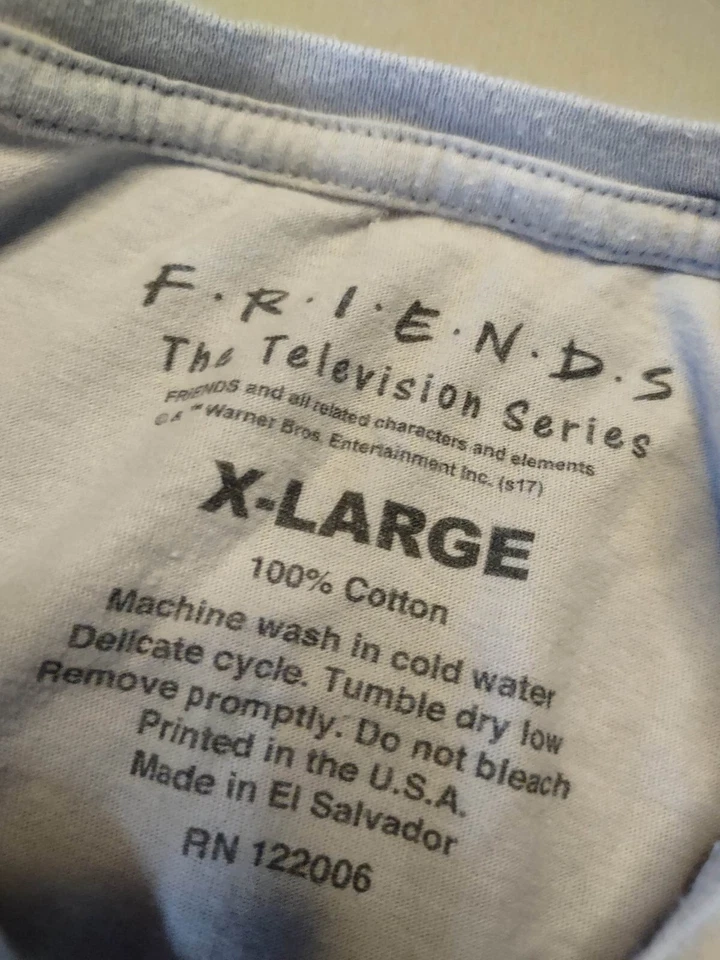 F·R·I·E·N·D·S
The Television Series
FRIENDS and all related characters and elements
© & ™ Warner Bros. Entertainment Inc. (s17)
X-LARGE
100% Cotton
Machine wash in cold water
Delicate cycle. Tumble dry low
Remove promptly. Do not bleach
Printed in the U.S.A.
Made in El Salvador
RN 122006